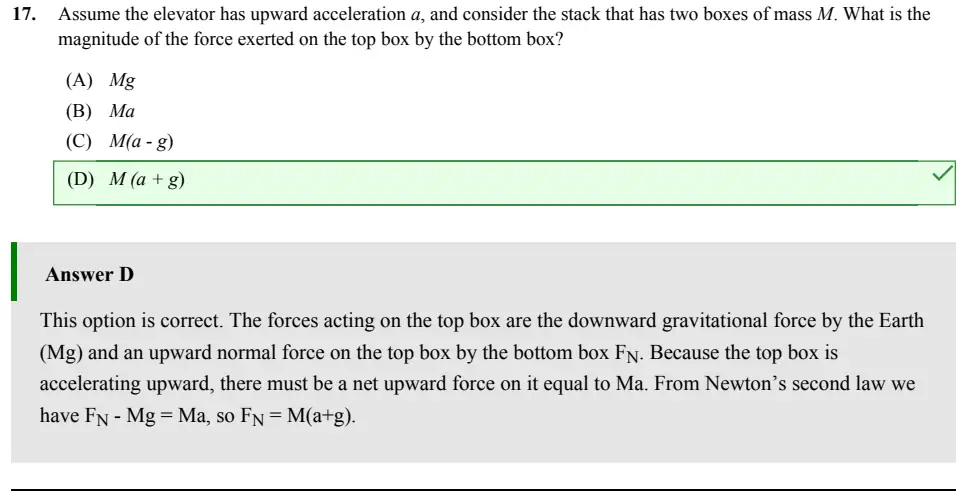 17. Assume the elevator has upward acceleration a, and consider the stack that has two boxes of mass M. What is the
magnitude of the force exerted on the top box by the bottom box?
(A) Mg
(B) Ma
(C) M(a - g)
(D) M (a + g)
Answer D
This option is correct. The forces acting on the top box are the downward gravitational force by the Earth
(Mg) and an upward normal force on the top box by the bottom box FN. Because the top box is
accelerating upward, there must be a net upward force on it equal to Ma. From Newton’s second law we
have FN - Mg = Ma, so FN = M(a+g).